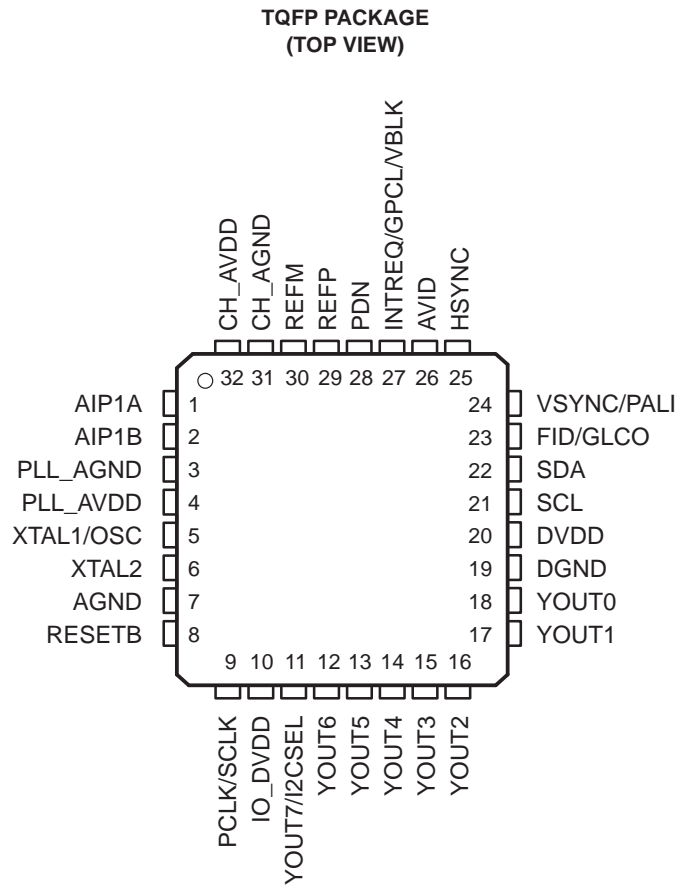 TQFP PACKAGE
(TOP VIEW)
CH_AVDD
CH_AGND
REFM
REFP
PDN
INTREQ/GPCL/VBLK
AVID
HSYNC
32 31 30 29 28 27 26 25
AIP1A 1
AIP1B 2
PLL_AGND 3
PLL_AVDD 4
XTAL1/OSC 5
XTAL2 6
AGND 7
RESETB 8
24 VSYNC/PALI
23 FID/GLCO
22 SDA
21 SCL
20 DVDD
19 DGND
18 YOUT0
17 YOUT1
9 10 11 12 13 14 15 16
PCLK/SCLK
IO_DVDD
YOUT7/I2CSEL
YOUT6
YOUT5
YOUT4
YOUT3
YOUT2